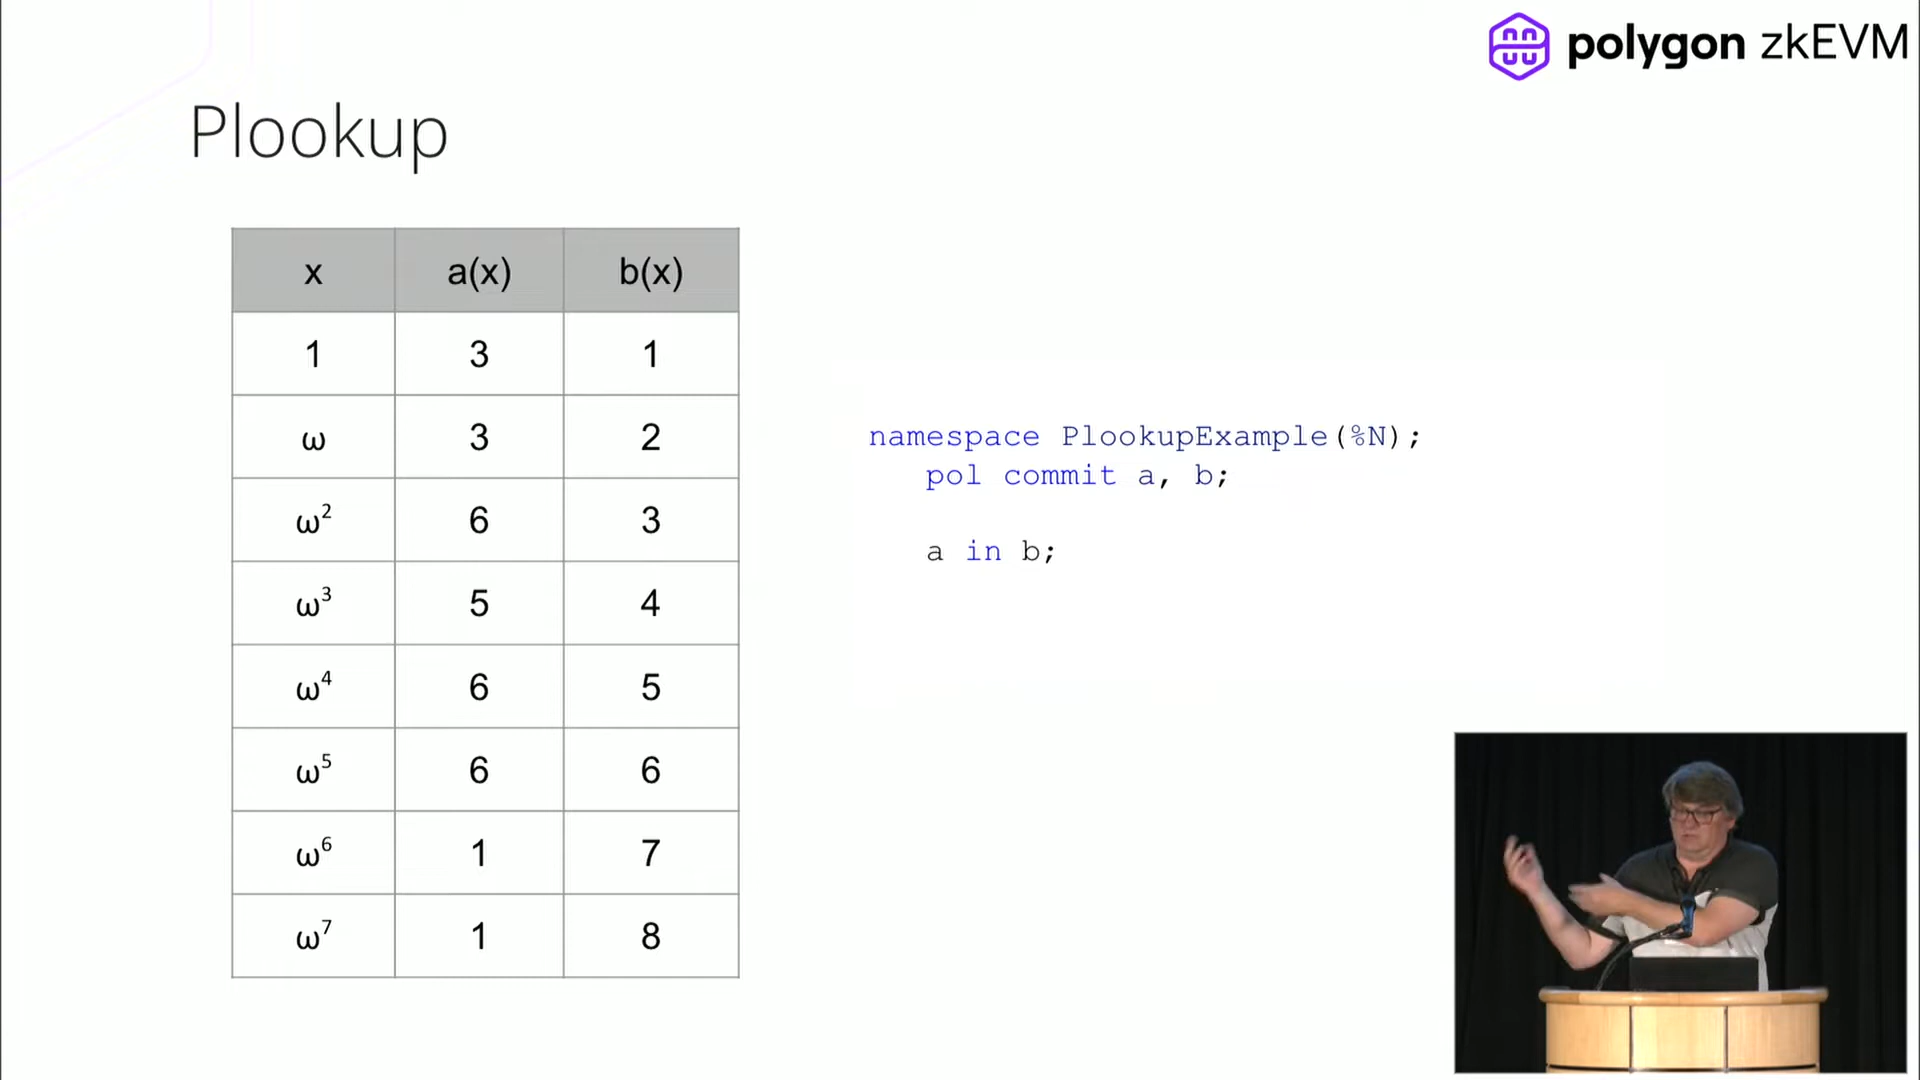 polygon zkEVM
Plookup
x a(x) b(x)
1 3 1
ω 3 2
ω² 6 3
ω³ 5 4
ω⁴ 6 5
ω⁵ 6 6
ω⁶ 1 7
ω⁷ 1 8
namespace PlookupExample(%N);
pol commit a, b;
a in b;